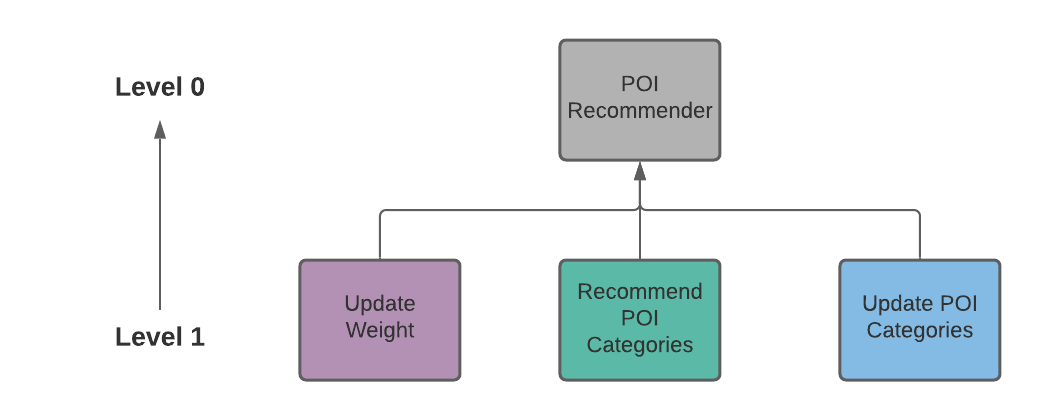 Level 0
POI
Recommender
Level 1
Update
Weight
Recommend
POI
Categories
Update POI
Categories